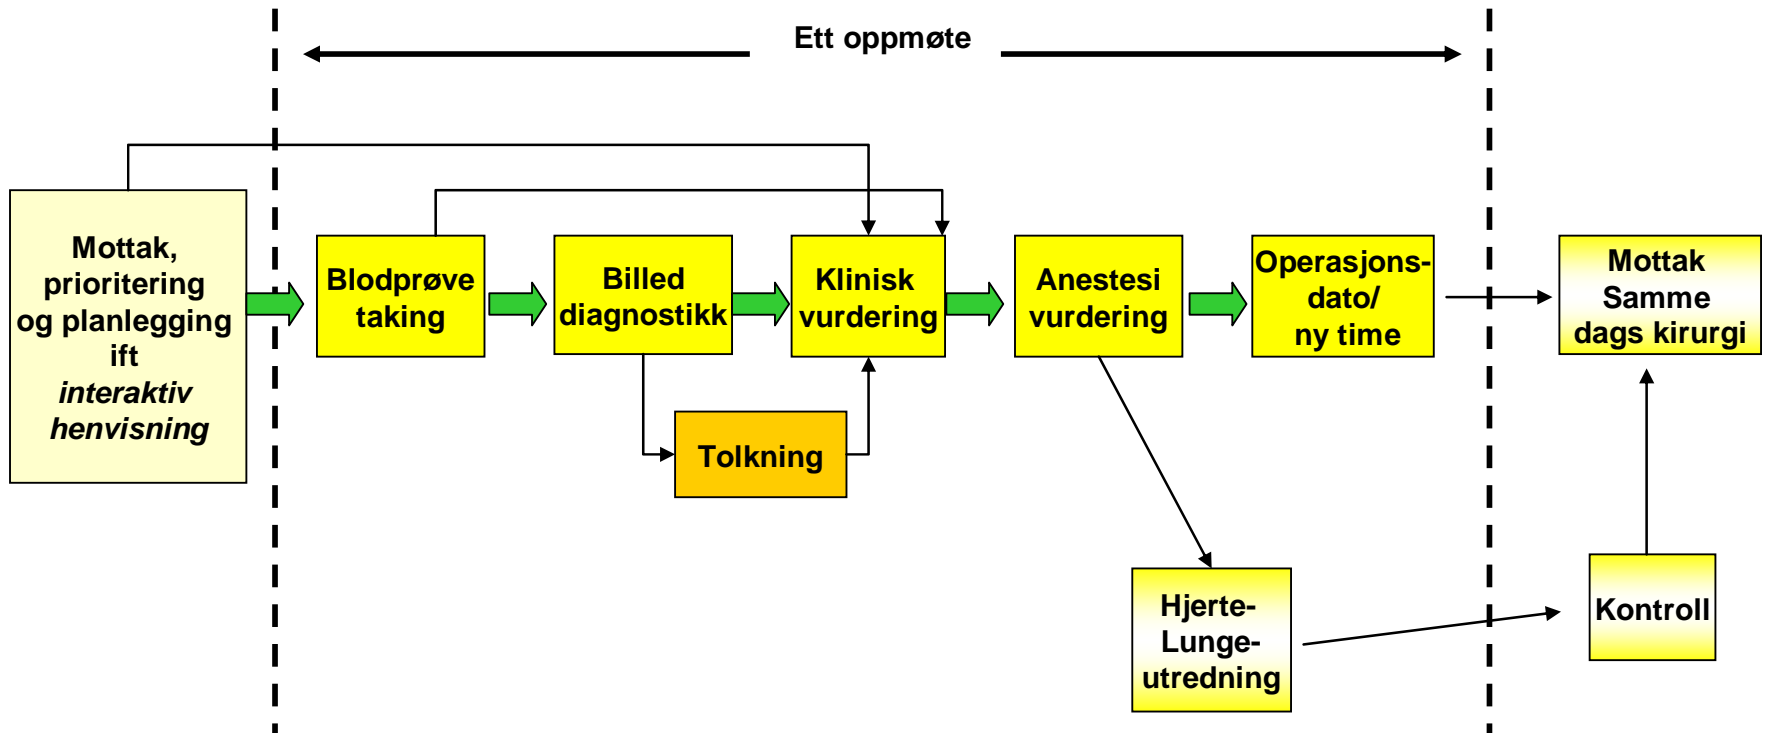 Ett oppmøte
Mottak,
prioritering
og planlegging
ift
interaktiv
henvisning
Blodprøve
taking
Billed
diagnostikk
Klinisk
vurdering
Anestesi
vurdering
Operasjons-
dato/
ny time
Mottak
Samme
dags kirurgi
Tolkning
Hjerte-
Lunge-
utredning
Kontroll